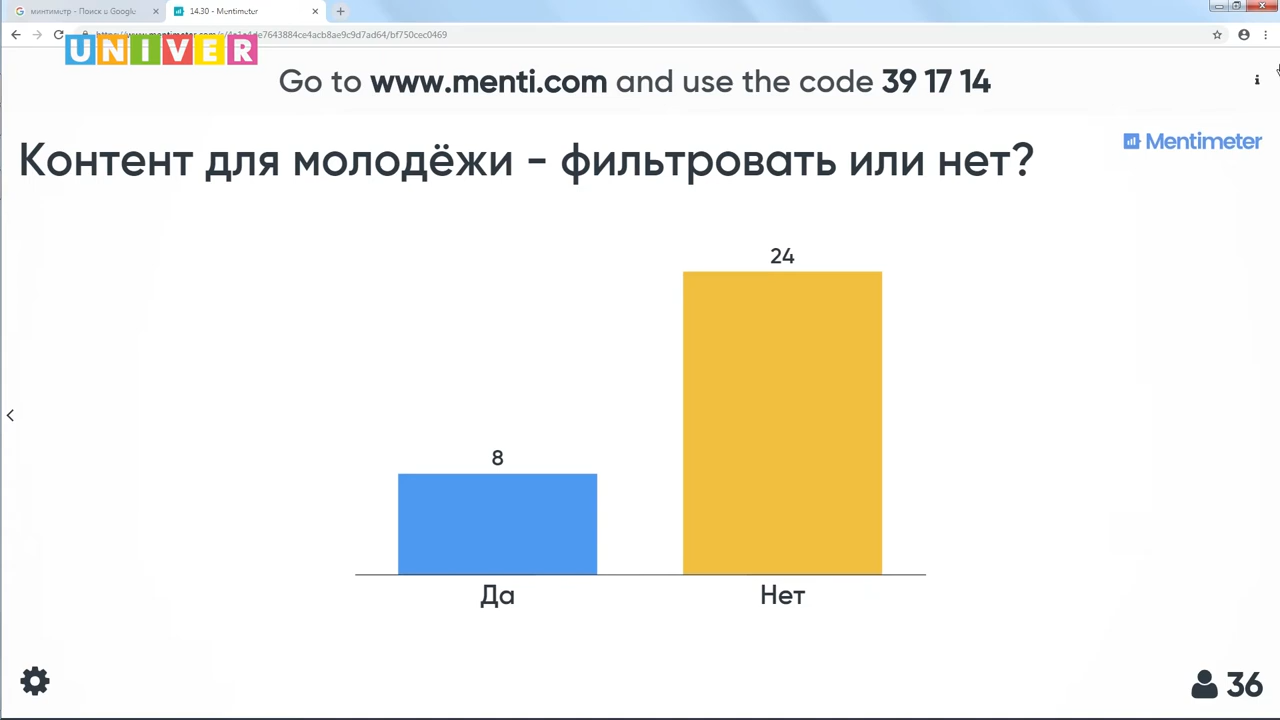 минтиметр - Поиск в Google
14.30 - Mentimeter
UNIVER
Go to www.menti.com and use the code 39 17 14
Mentimeter
Контент для молодёжи - фильтровать или нет?
24
8
Да
Нет
36